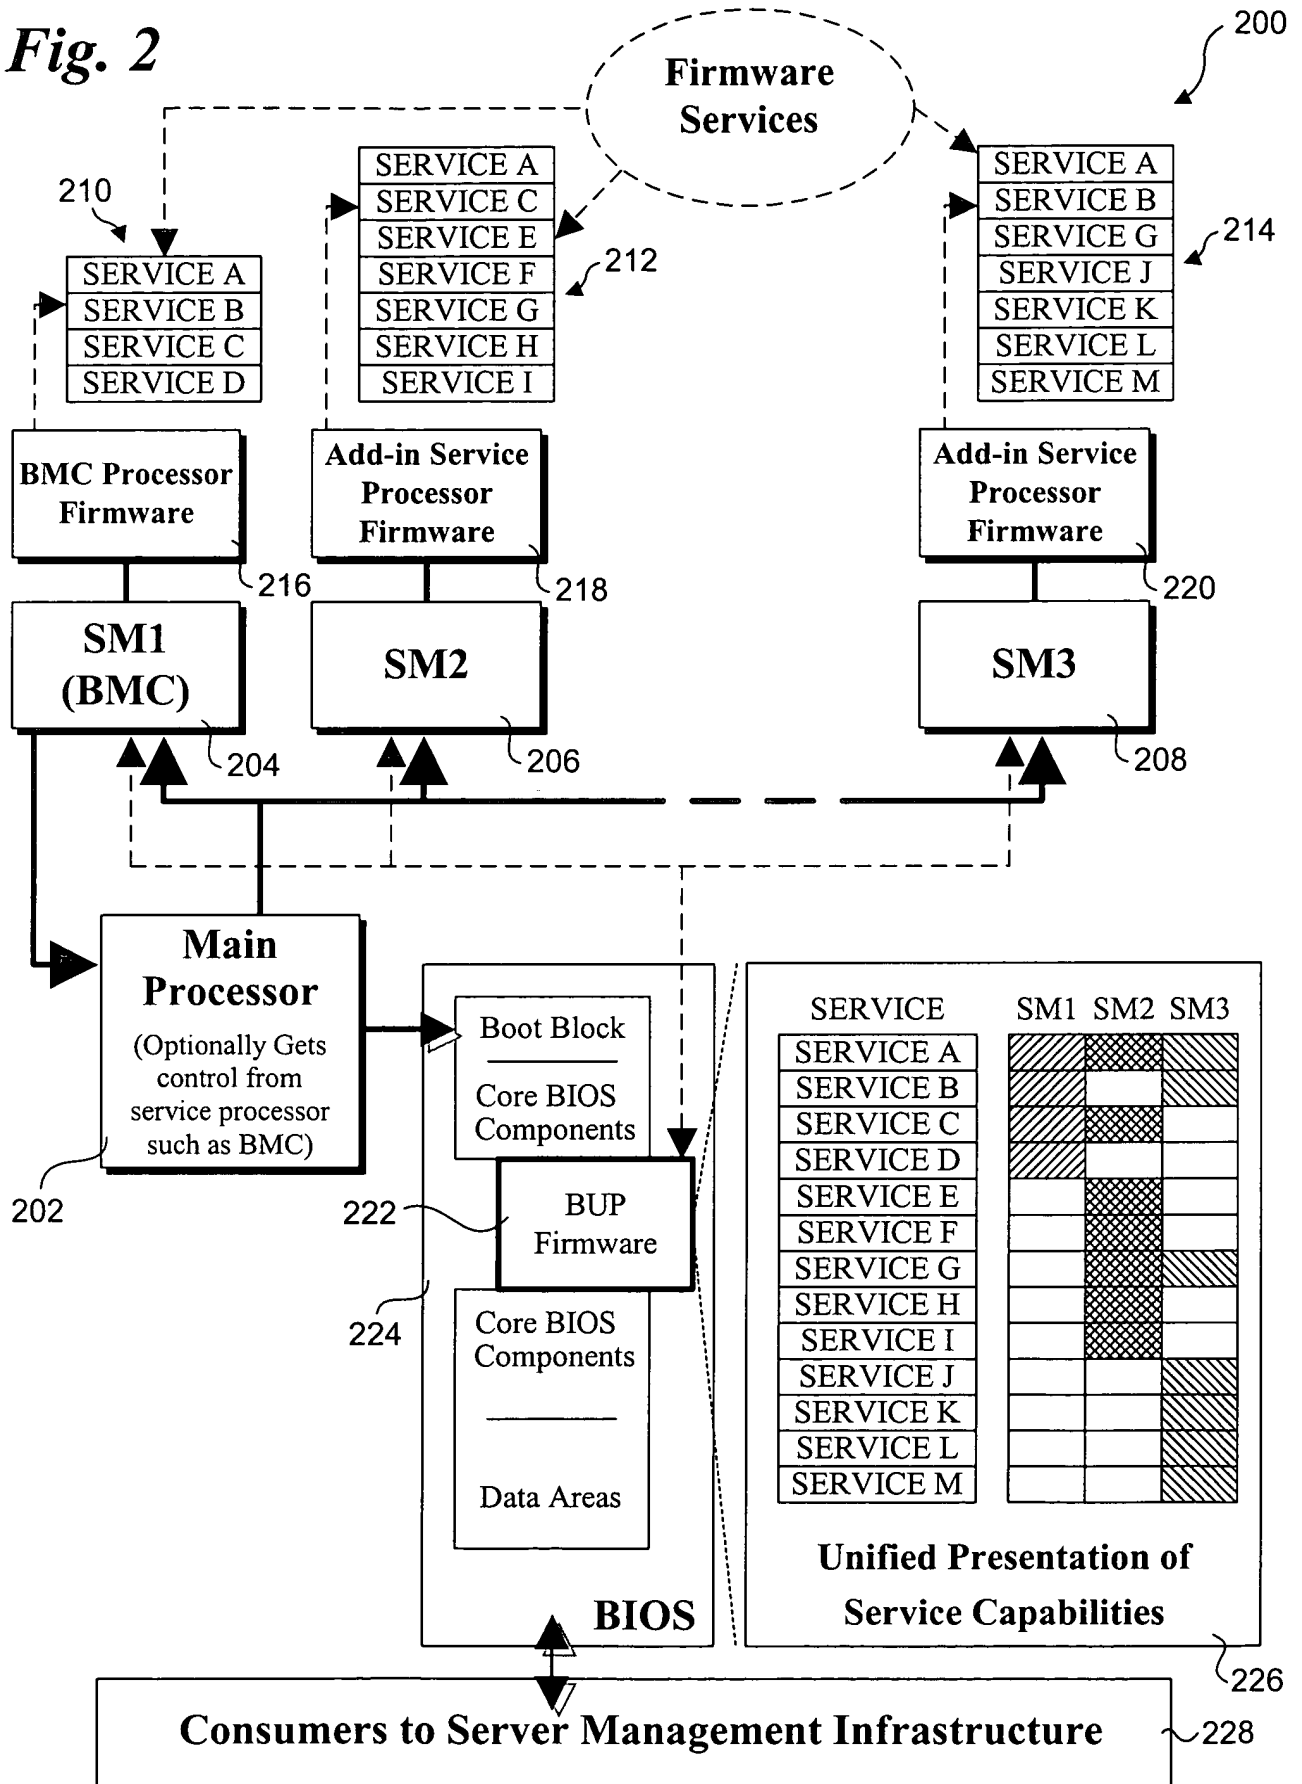 Fig. 2
200
Firmware
Services
210
SERVICE A
SERVICE B
SERVICE C
SERVICE D
SERVICE A
SERVICE C
SERVICE E
SERVICE F
SERVICE G
SERVICE H
SERVICE I
212
SERVICE A
SERVICE B
SERVICE G
SERVICE J
SERVICE K
SERVICE L
SERVICE M
214
BMC Processor
Firmware
216
Add-in Service
Processor
Firmware
218
Add-in Service
Processor
Firmware
220
SM1
(BMC)
204
SM2
206
SM3
208
Main
Processor
(Optionally Gets
control from
service processor
such as BMC)
202
Boot Block
Core BIOS
Components
222
BUP
Firmware
224
Core BIOS
Components
Data Areas
BIOS
SERVICE SM1 SM2 SM3
SERVICE A
SERVICE B
SERVICE C
SERVICE D
SERVICE E
SERVICE F
SERVICE G
SERVICE H
SERVICE I
SERVICE J
SERVICE K
SERVICE L
SERVICE M
Unified Presentation of
Service Capabilities
226
Consumers to Server Management Infrastructure
228